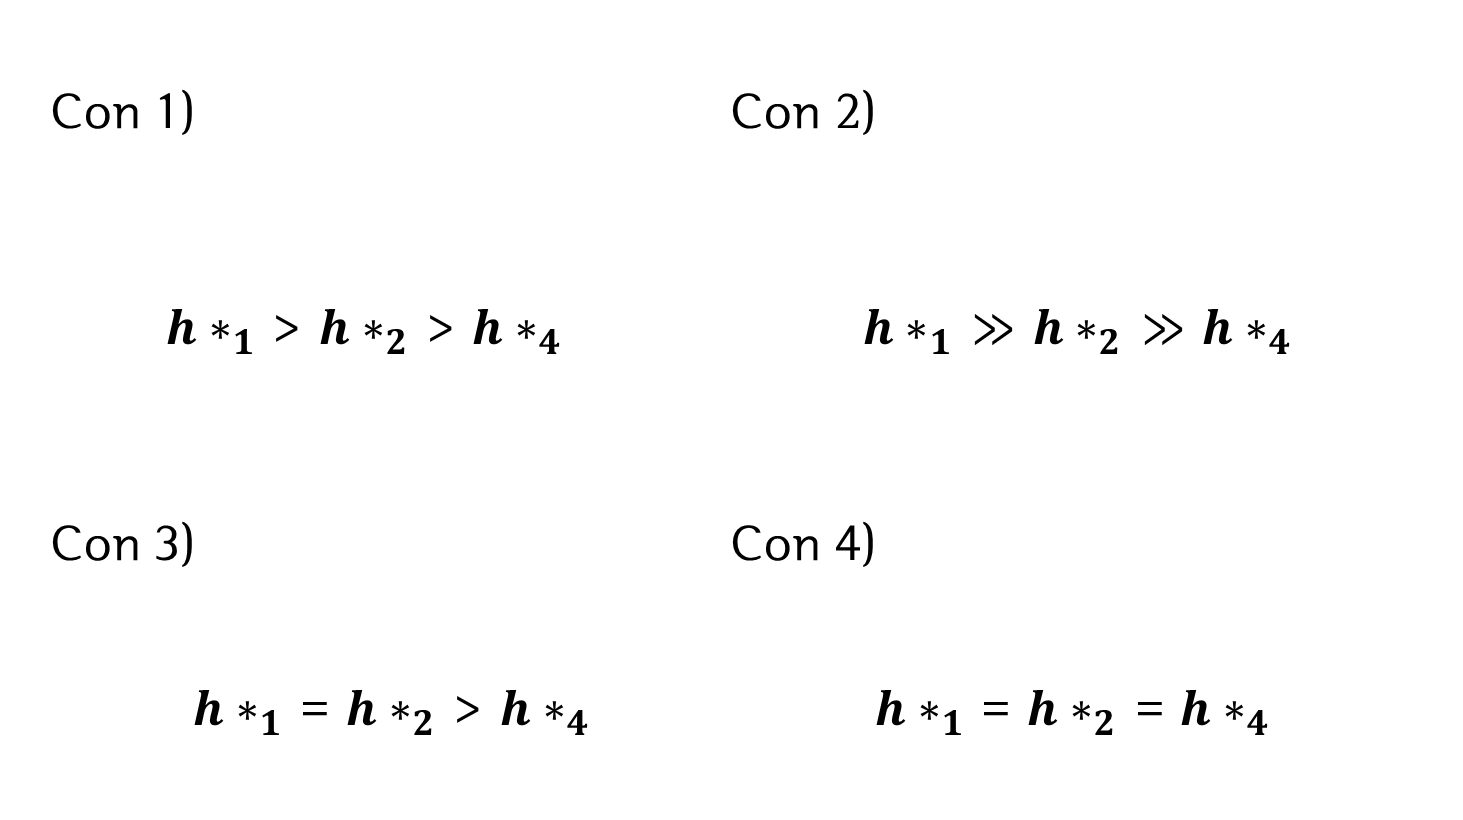 Con 1)
Con 2)
h ∗₁ > h ∗₂ > h ∗₄
h ∗₁ ≫ h ∗₂ ≫ h ∗₄
Con 3)
Con 4)
h ∗₁ = h ∗₂ > h ∗₄
h ∗₁ = h ∗₂ = h ∗₄